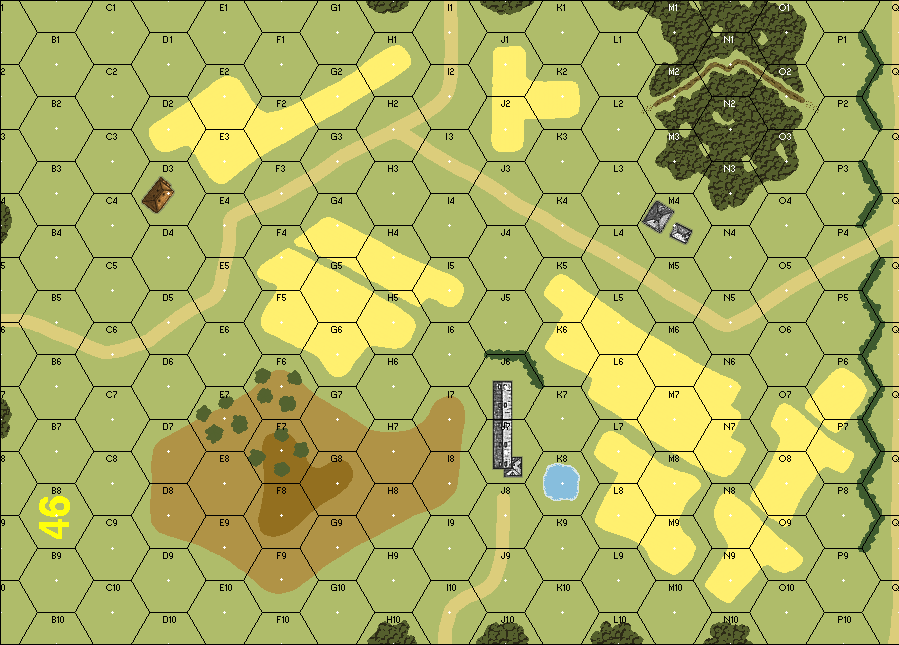 C1 E1 G1 I1 K1 M1 O1 Q
B1 D1 F1 H1 J1 L1 N1 P1
C2 E2 G2 I2 K2 M2 O2 Q
B2 D2 F2 H2 J2 L2 N2 P2
C3 E3 G3 I3 K3 M3 O3 Q
B3 D3 F3 H3 J3 L3 N3 P3
C4 E4 G4 I4 K4 M4 O4 Q
B4 D4 F4 H4 J4 L4 N4 P4
C5 E5 G5 I5 K5 M5 O5 Q
B5 D5 F5 H5 J5 L5 N5 P5
C6 E6 G6 I6 K6 M6 O6 Q
B6 D6 F6 H6 J6 L6 N6 P6
C7 E7 G7 I7 K7 M7 O7 Q
B7 D7 F7 H7 J7 L7 N7 P7
C8 E8 G8 I8 K8 M8 O8 Q
B8 D8 F8 H8 J8 L8 N8 P8
46
C9 E9 G9 I9 K9 M9 O9 Q
B9 D9 F9 H9 J9 L9 N9 P9
C10 E10 G10 I10 K10 M10 O10 Q
B10 D10 F10 H10 J10 L10 N10 P10